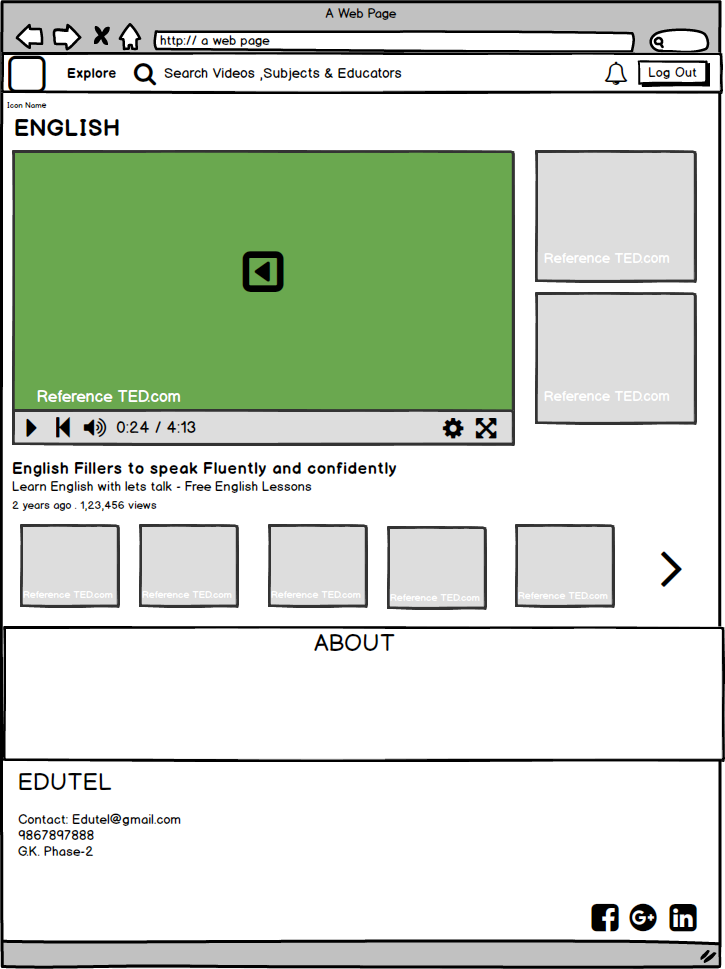 A Web Page
http:// a web page
Explore
Search Videos ,Subjects & Educators
Log Out
Icon Name
ENGLISH
Reference TED.com
Reference TED.com
Reference TED.com
0:24 / 4:13
English Fillers to speak Fluently and confidently
Learn English with lets talk - Free English Lessons
2 years ago . 1,23,456 views
Reference TED.com
Reference TED.com
Reference TED.com
Reference TED.com
Reference TED.com
ABOUT
EDUTEL
Contact: Edutel@gmail.com
9867897888
G.K. Phase-2